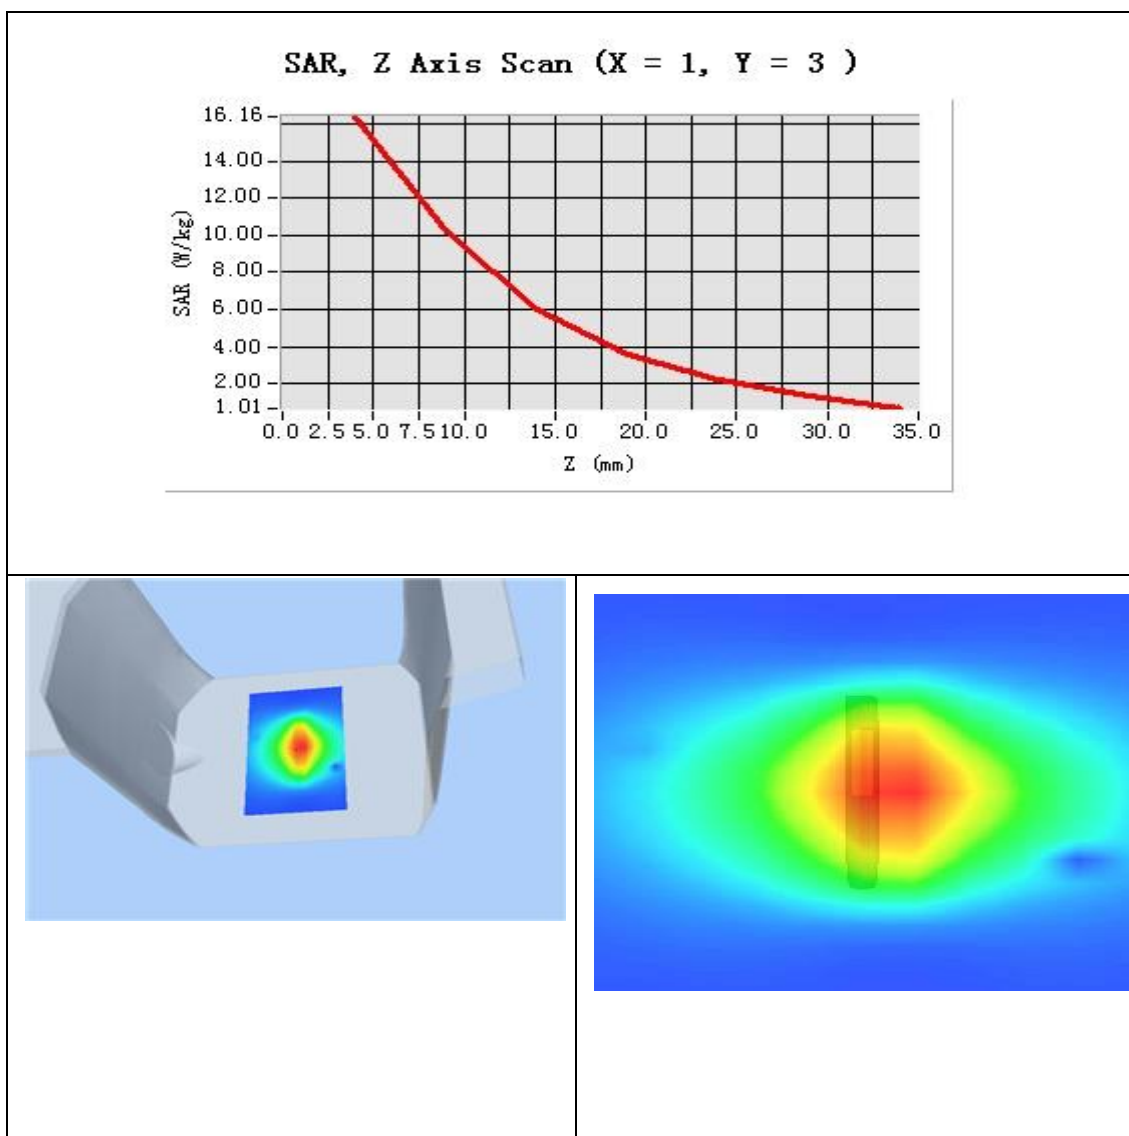 SAR, Z Axis Scan (X = 1, Y = 3 )
16.16
14.00
12.00
10.00
8.00
6.00
4.00
2.00
1.01
SAR (W/kg)
0.0 2.5 5.0 7.5 10.0 15.0 20.0 25.0 30.0 35.0
Z (mm)